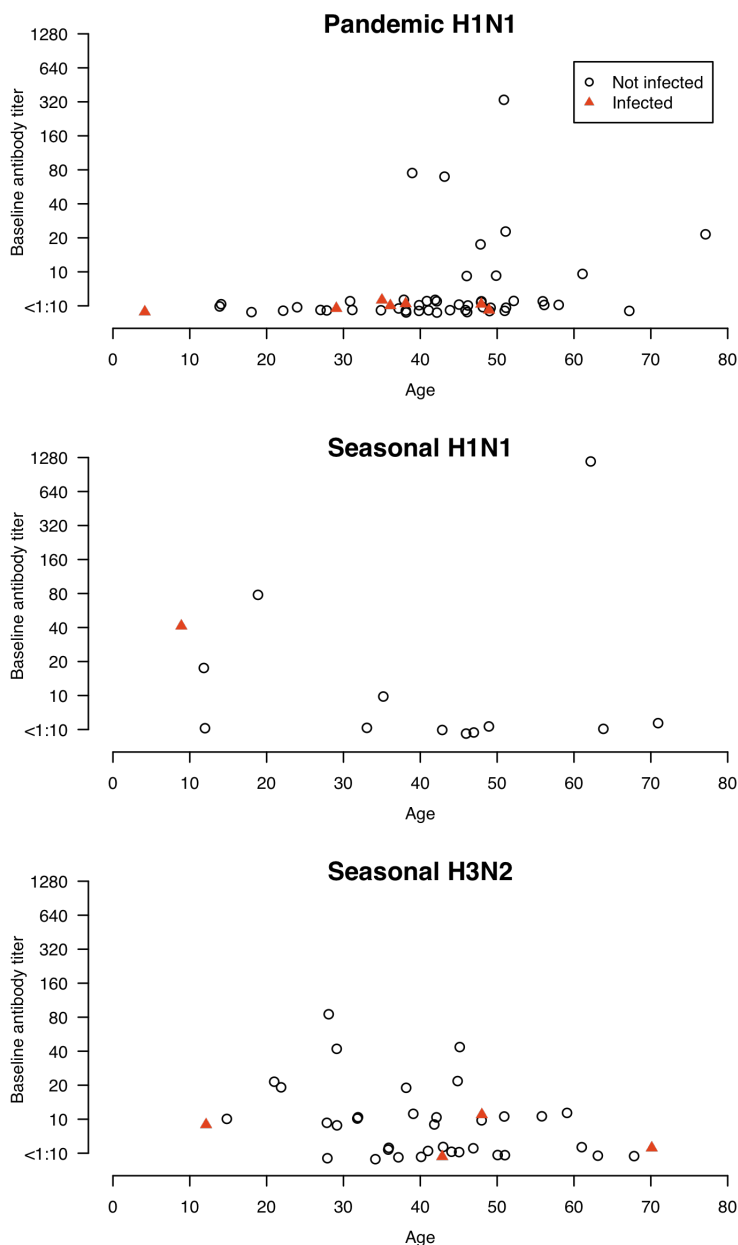 Pandemic H1N1
1280
640
320
160
80
40
20
10
<1:10
Baseline antibody titer
Not infected
Infected
0 10 20 30 40 50 60 70 80
Age
Seasonal H1N1
1280
640
320
160
80
40
20
10
<1:10
Baseline antibody titer
0 10 20 30 40 50 60 70 80
Age
Seasonal H3N2
1280
640
320
160
80
40
20
10
<1:10
Baseline antibody titer
0 10 20 30 40 50 60 70 80
Age